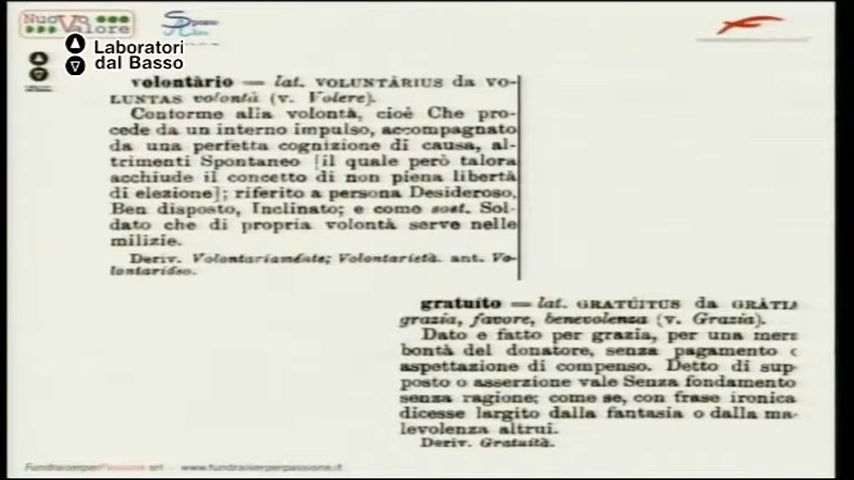 Nuovo Valore
Laboratori
dal Basso
volontàrio = lat. VOLUNTÀRIUS da VO-
LUNTAS volontà (v. Volere).
Conforme alla volontà, cioè Che pro-
cede da un interno impulso, accompagnato
da una perfetta cognizione di causa, al-
trimenti Spontaneo [il quale però talora
acchiude il concetto di non piena libertà
di elezione]; riferito a persona Desideroso,
Ben disposto, Inclinato; e come sost. Sol-
dato che di propria volontà serve nelle
milizie.
Deriv. Volontariaménte; Volontarietà. ant. Vo-
lontarióso.
gratuíto = lat. GRATÚITUS da GRÀTIA
grazia, favore, benevolenza (v. Grazia).
Dato e fatto per grazia, per una mera
bontà del donatore, senza pagamento
aspettazione di compenso. Detto di sup-
posto o asserzione vale Senza fondamento
senza ragione; come se, con frase ironica
dicesse largito dalla fantasia o dalla ma-
levolenza altrui.
Deriv. Gratuità.
FundraiserperPassione srl - www.fundraiserperpassione.it